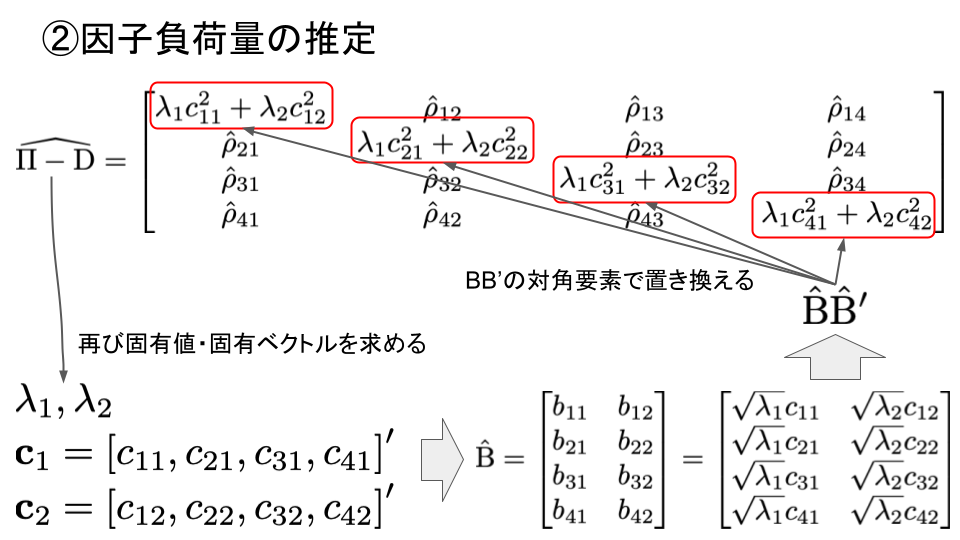 ②因子負荷量の推定
$\widehat{\Pi - \mathrm{D}} = \begin{bmatrix} \lambda_1 c_{11}^2 + \lambda_2 c_{12}^2 & \hat{\rho}_{12} & \hat{\rho}_{13} & \hat{\rho}_{14} \\ \hat{\rho}_{21} & \lambda_1 c_{21}^2 + \lambda_2 c_{22}^2 & \hat{\rho}_{23} & \hat{\rho}_{24} \\ \hat{\rho}_{31} & \hat{\rho}_{32} & \lambda_1 c_{31}^2 + \lambda_2 c_{32}^2 & \hat{\rho}_{34} \\ \hat{\rho}_{41} & \hat{\rho}_{42} & \hat{\rho}_{43} & \lambda_1 c_{41}^2 + \lambda_2 c_{42}^2 \end{bmatrix}$
BB'の対角要素で置き換える
$\hat{\mathrm{B}}\hat{\mathrm{B}}'$
再び固有値・固有ベクトルを求める
$\lambda_1, \lambda_2$
$\mathbf{c}_1 = [c_{11}, c_{21}, c_{31}, c_{41}]'$
$\mathbf{c}_2 = [c_{12}, c_{22}, c_{32}, c_{42}]'$
$\hat{\mathrm{B}} = \begin{bmatrix} b_{11} & b_{12} \\ b_{21} & b_{22} \\ b_{31} & b_{32} \\ b_{41} & b_{42} \end{bmatrix} = \begin{bmatrix} \sqrt{\lambda_1}c_{11} & \sqrt{\lambda_2}c_{12} \\ \sqrt{\lambda_1}c_{21} & \sqrt{\lambda_2}c_{22} \\ \sqrt{\lambda_1}c_{31} & \sqrt{\lambda_2}c_{32} \\ \sqrt{\lambda_1}c_{41} & \sqrt{\lambda_2}c_{42} \end{bmatrix}$